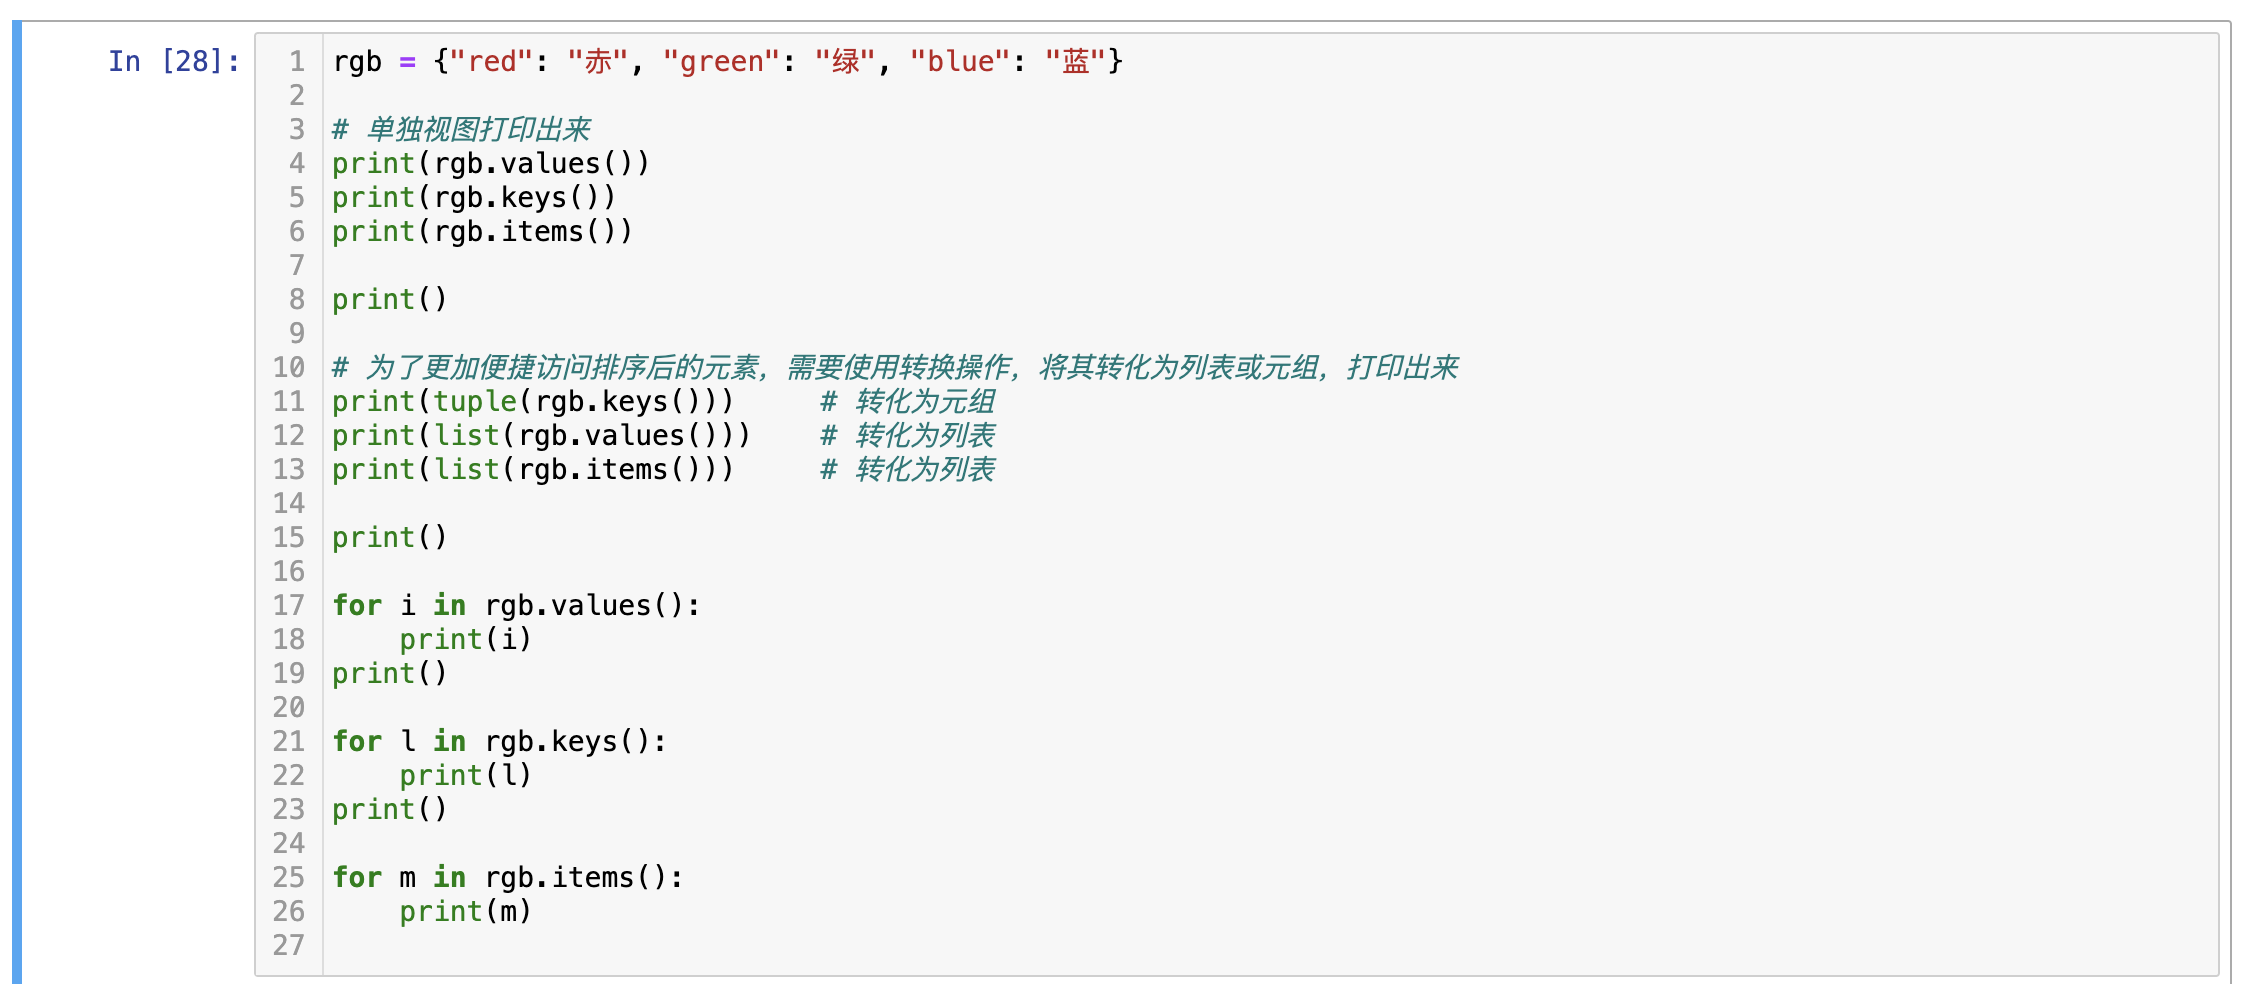 In [28]:
1 rgb = {"red": "赤", "green": "绿", "blue": "蓝"}
2
3 # 单独视图打印出来
4 print(rgb.values())
5 print(rgb.keys())
6 print(rgb.items())
7
8 print()
9
10 # 为了更加便捷访问排序后的元素，需要使用转换操作，将其转化为列表或元组，打印出来
11 print(tuple(rgb.keys()))     # 转化为元组
12 print(list(rgb.values()))    # 转化为列表
13 print(list(rgb.items()))     # 转化为列表
14
15 print()
16
17 for i in rgb.values():
18     print(i)
19 print()
20
21 for l in rgb.keys():
22     print(l)
23 print()
24
25 for m in rgb.items():
26     print(m)
27